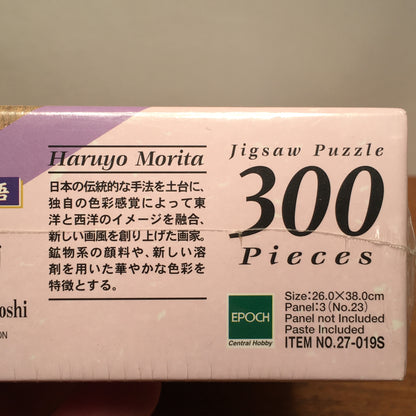 Haruyo Morita
日本の伝統的な手法を土台に、
独自の色彩感覚によって東
洋と西洋のイメージを融合、
新しい画風を創り上げた画家。
鉱物系の顔料や、新しい溶
剤を用いた華やかな色彩を
特徴とする。
Jigsaw Puzzle
300
Pieces
EPOCH
Central Hobby
Size:26.0×38.0cm
Panel:3(No.23)
Panel not Included
Paste Included
ITEM NO.27-019S
語
oshi
ON